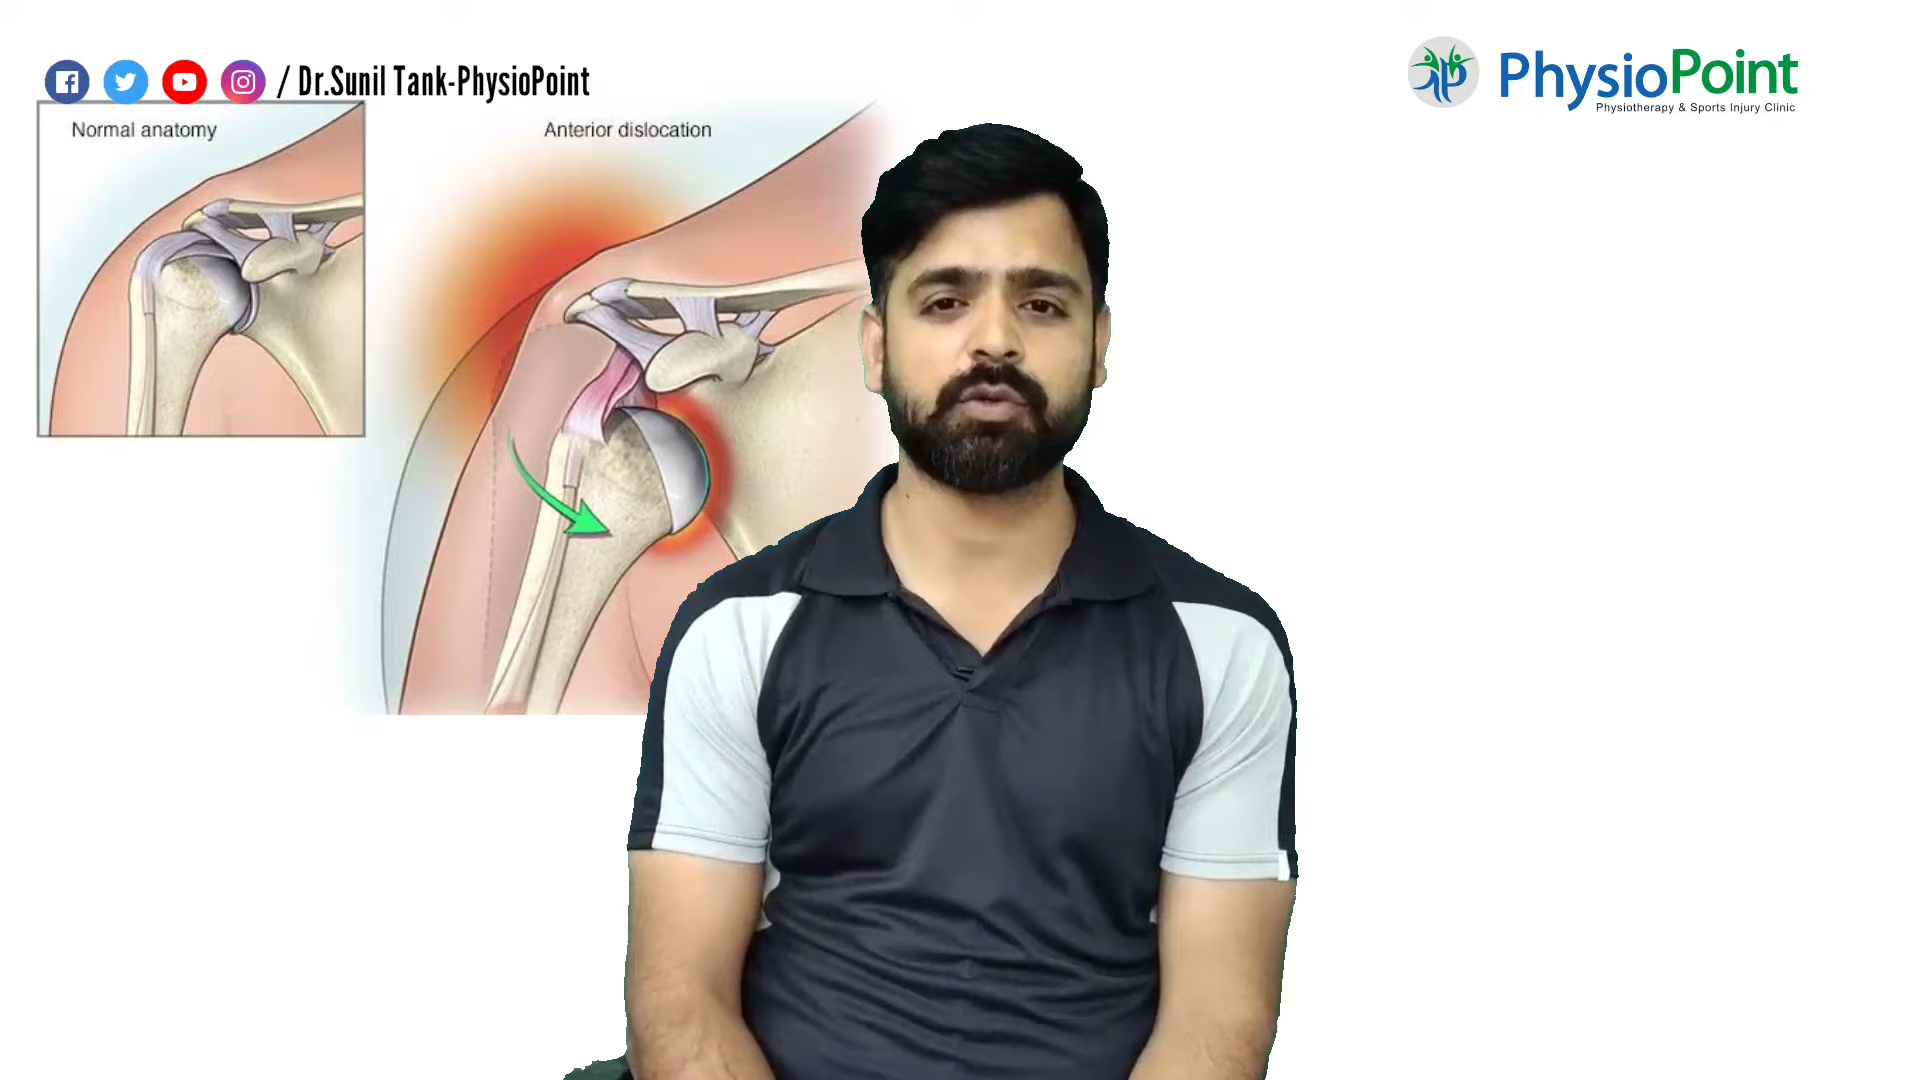 / Dr.Sunil Tank-PhysioPoint
PhysioPoint
Physiotherapy & Sports Injury Clinic
Normal anatomy
Anterior dislocation